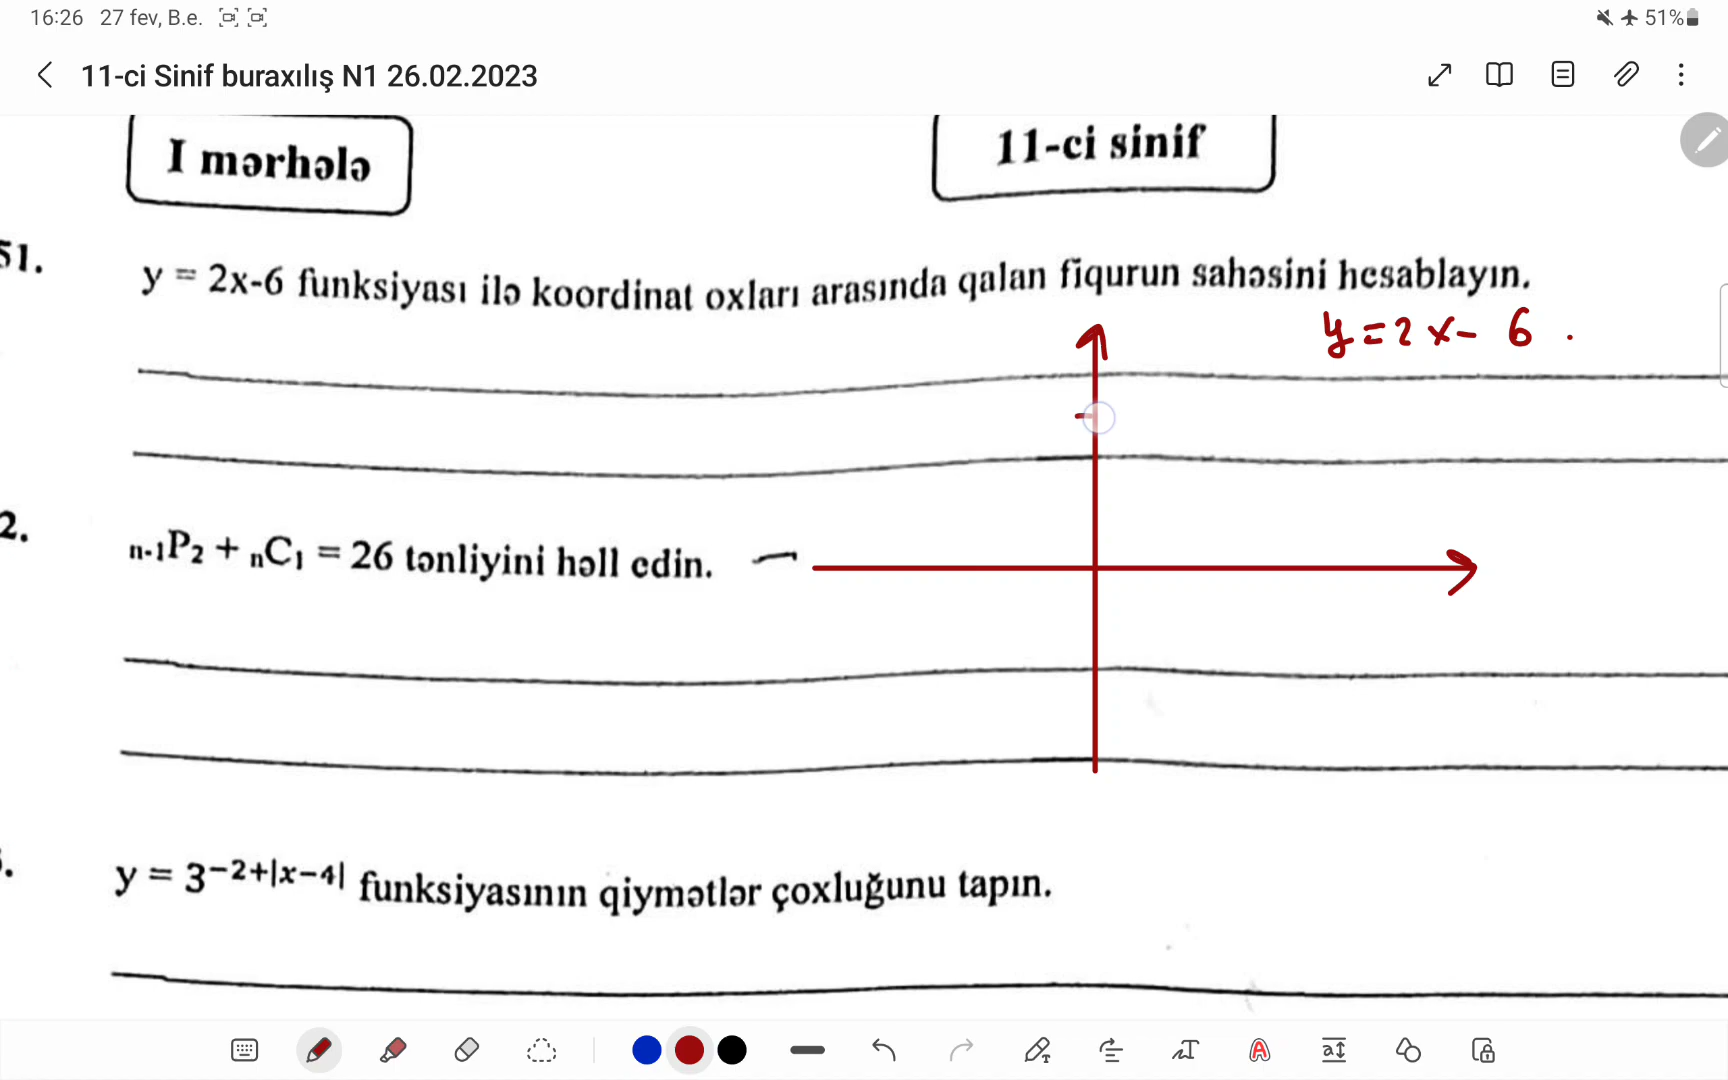 16:26 27 fev, B.e. 51%
11-ci Sinif buraxılış N1 26.02.2023
I mərhələ
11-ci sinif
51. y = 2x-6 funksiyası ilə koordinat oxları arasında qalan fiqurun sahəsini hesablayın.
y = 2x - 6 .
2. n-1P2 + nC1 = 26 tənliyini həll edin.
y = 3^−2+|x−4| funksiyasının qiymətlər çoxluğunu tapın.